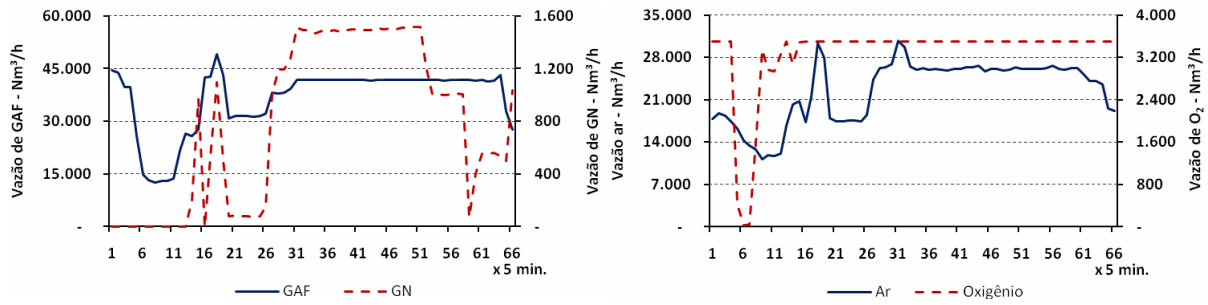 Vazão de GAF - Nm³/h
60.000
45.000
30.000
15.000
-
1.600
1.200
800
400
-
Vazão de GN - Nm³/h
1 6 11 16 21 26 31 36 41 46 51 56 61 66
x 5 min.
GAF GN
Vazão ar - Nm³/h
35.000
28.000
21.000
14.000
7.000
-
4.000
3.200
2.400
1.600
800
-
Vazão de O₂ - Nm³/h
1 6 11 16 21 26 31 36 41 46 51 56 61 66
x 5 min.
Ar Oxigênio